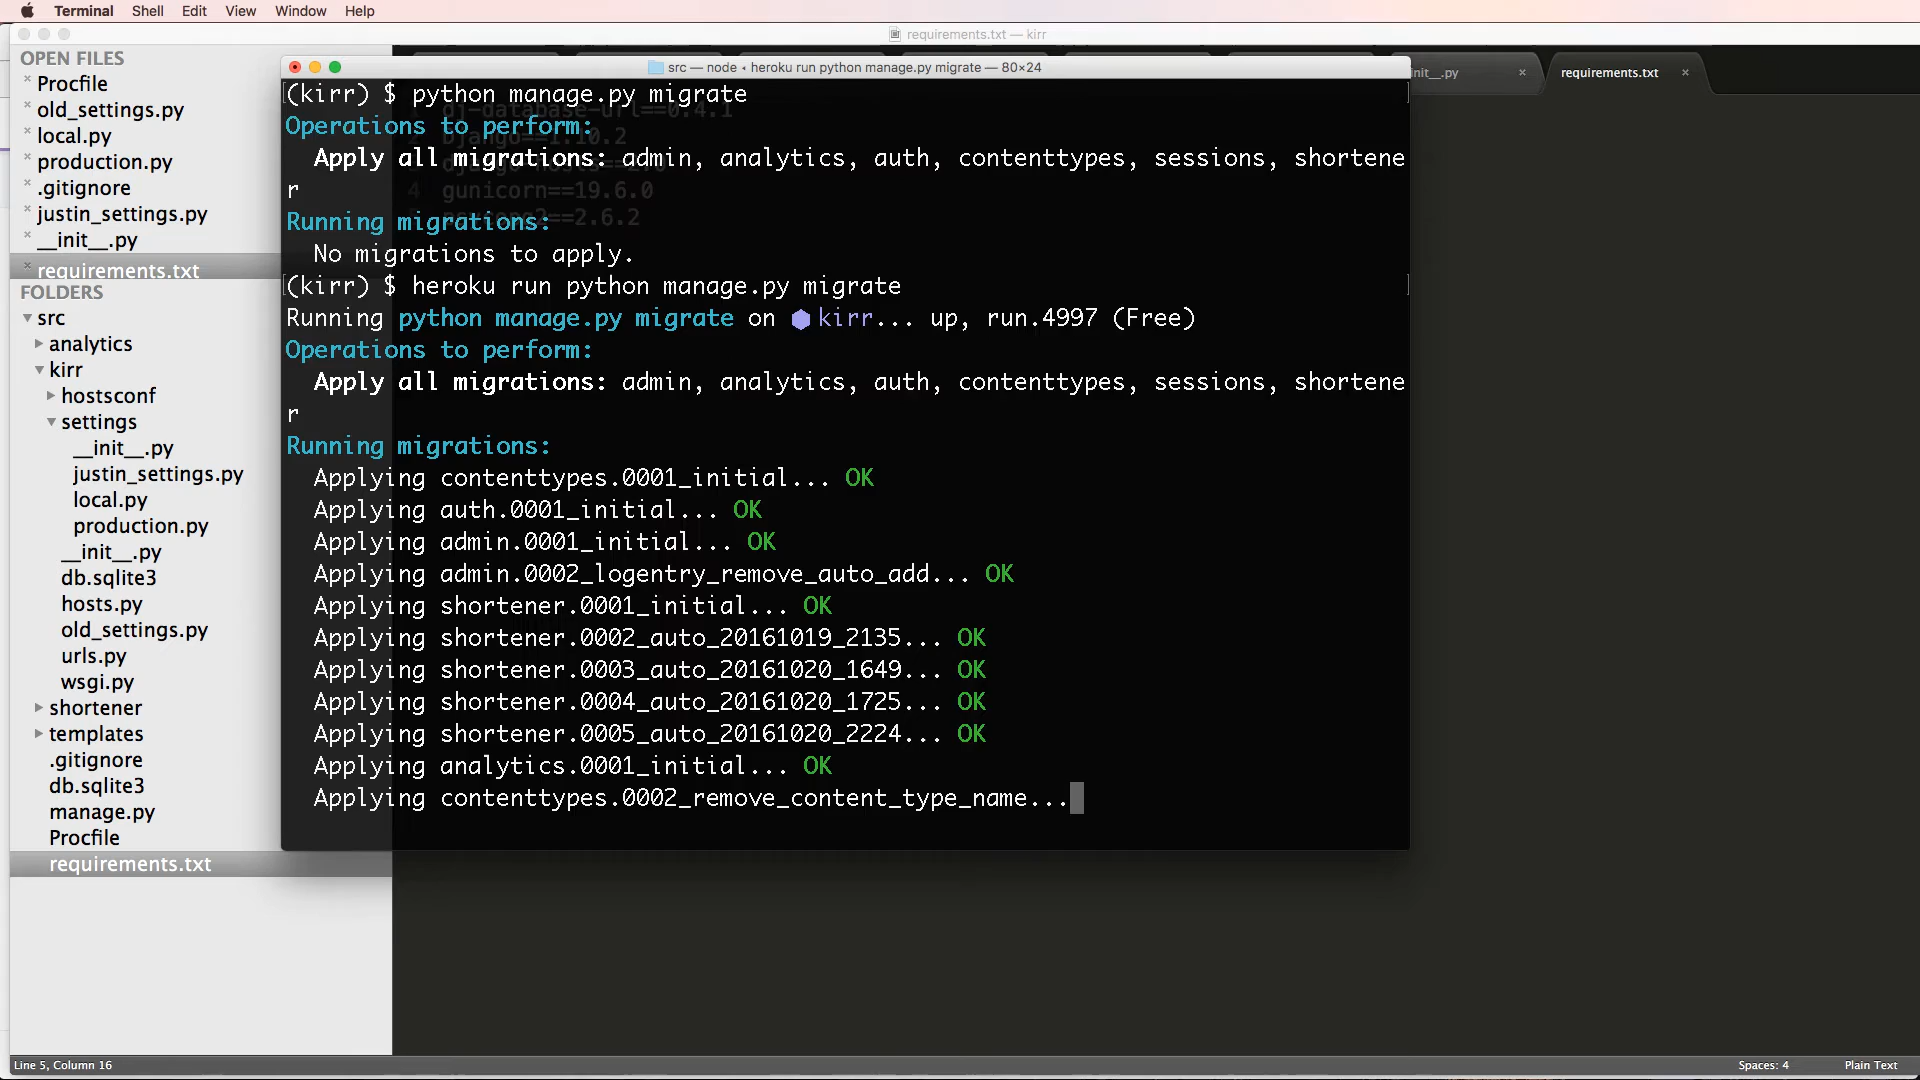 Terminal Shell Edit View Window Help
requirements.txt — kirr
OPEN FILES
Procfile
old_settings.py
local.py
production.py
.gitignore
justin_settings.py
__init__.py
requirements.txt
FOLDERS
src
analytics
kirr
hostsconf
settings
__init__.py
justin_settings.py
local.py
production.py
__init__.py
db.sqlite3
hosts.py
old_settings.py
urls.py
wsgi.py
shortener
templates
.gitignore
db.sqlite3
manage.py
Procfile
requirements.txt
requirements.txt
src — node • heroku run python manage.py migrate — 80×24
(kirr) $ python manage.py migrate
Operations to perform:
Apply all migrations: admin, analytics, auth, contenttypes, sessions, shortene
r
Running migrations:
No migrations to apply.
(kirr) $ heroku run python manage.py migrate
Running python manage.py migrate on ⬢ kirr... up, run.4997 (Free)
Operations to perform:
Apply all migrations: admin, analytics, auth, contenttypes, sessions, shortene
r
Running migrations:
Applying contenttypes.0001_initial... OK
Applying auth.0001_initial... OK
Applying admin.0001_initial... OK
Applying admin.0002_logentry_remove_auto_add... OK
Applying shortener.0001_initial... OK
Applying shortener.0002_auto_20161019_2135... OK
Applying shortener.0003_auto_20161020_1649... OK
Applying shortener.0004_auto_20161020_1725... OK
Applying shortener.0005_auto_20161020_2224... OK
Applying analytics.0001_initial... OK
Applying contenttypes.0002_remove_content_type_name...
4 gunicorn==19.6.0
Line 5, Column 16
Spaces: 4 Plain Text